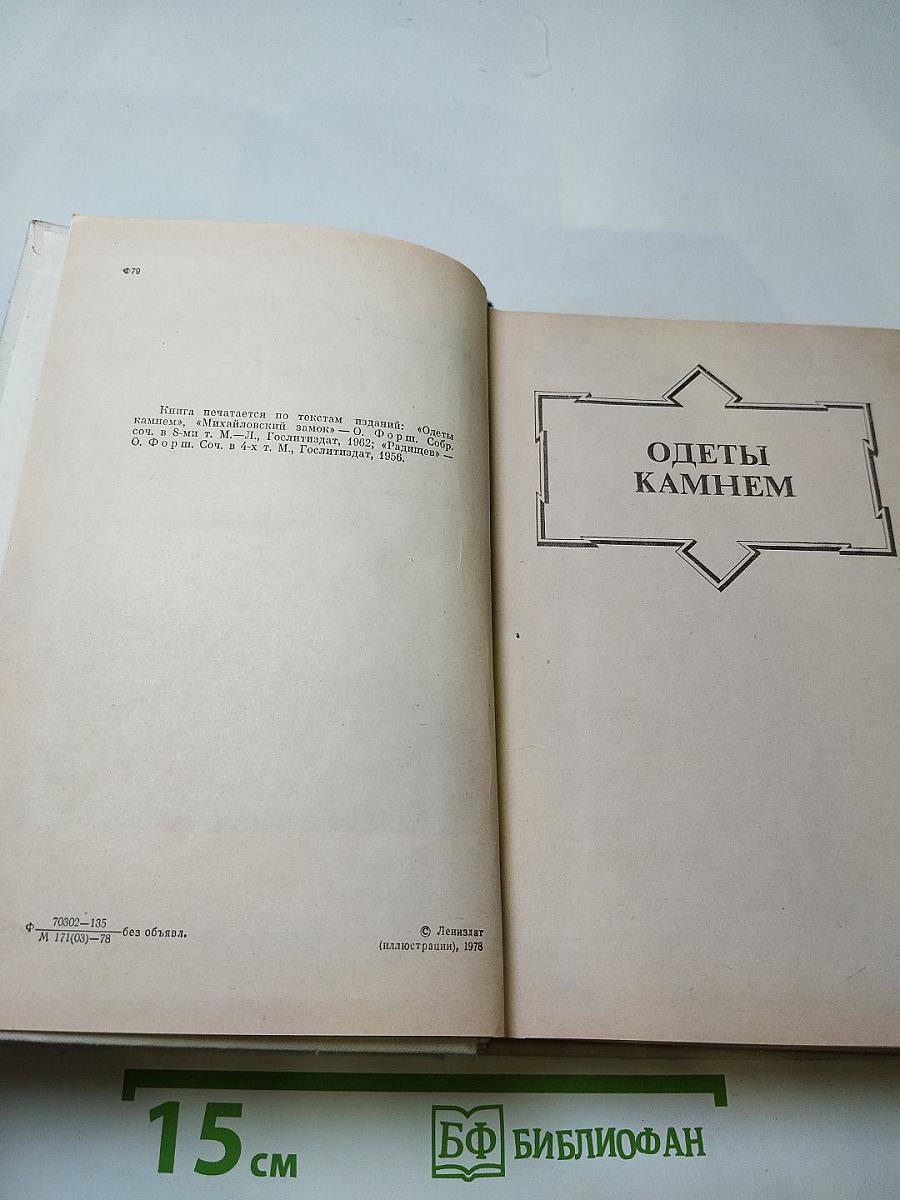 Ф79
Книга печатается по текстам изданий: «Одеты
камнем», «Михайловский замок» — О. Форш. Собр.
соч. в 8-ми т. М.—Л., Гослитиздат, 1962; «Радищев» —
О. Форш. Соч. в 4-х т. М., Гослитиздат, 1956.
Ф 70302—135
М 171(03)—78 без объявл.
© Лениздат
(иллюстрации), 1978
ОДЕТЫ
КАМНЕМ
15 см
БФ БИБЛИОФАН